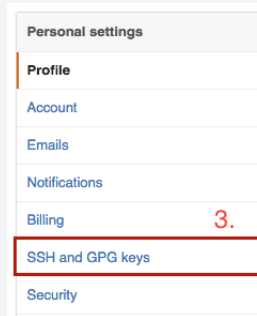 Personal settings
Profile
Account
Emails
Notifications
Billing
3.
SSH and GPG keys
Security